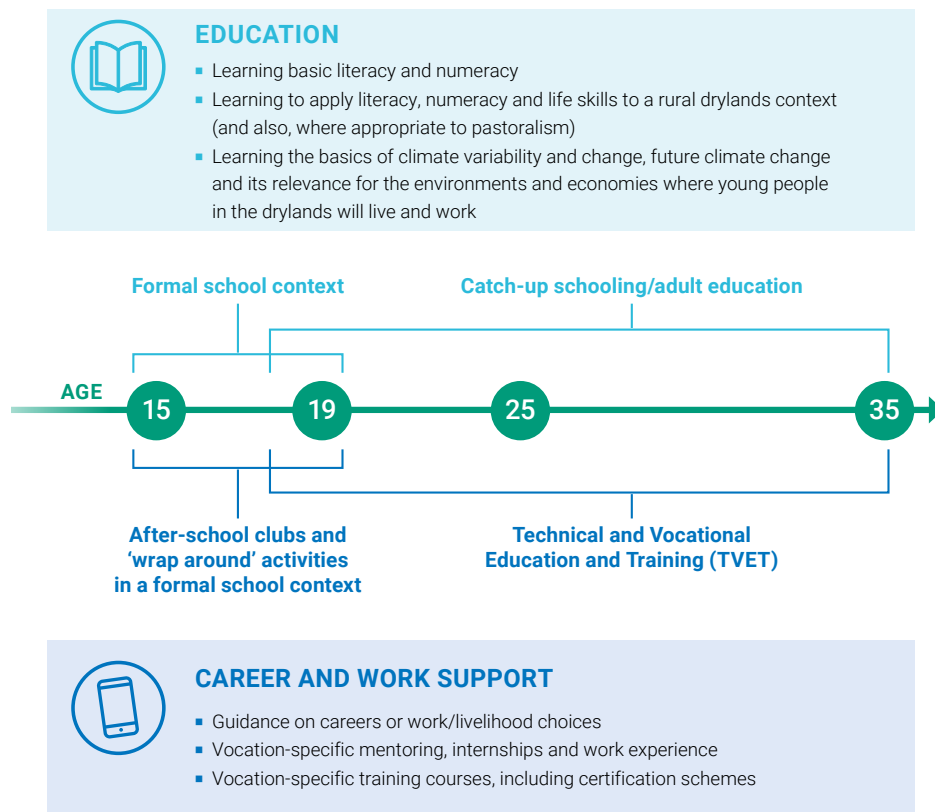 EDUCATION
▪ Learning basic literacy and numeracy
▪ Learning to apply literacy, numeracy and life skills to a rural drylands context
(and also, where appropriate to pastoralism)
▪ Learning the basics of climate variability and change, future climate change
and its relevance for the environments and economies where young people
in the drylands will live and work
Formal school context
Catch-up schooling/adult education
AGE
15
19
25
35
After-school clubs and
‘wrap around’ activities
in a formal school context
Technical and Vocational
Education and Training (TVET)
CAREER AND WORK SUPPORT
▪ Guidance on careers or work/livelihood choices
▪ Vocation-specific mentoring, internships and work experience
▪ Vocation-specific training courses, including certification schemes